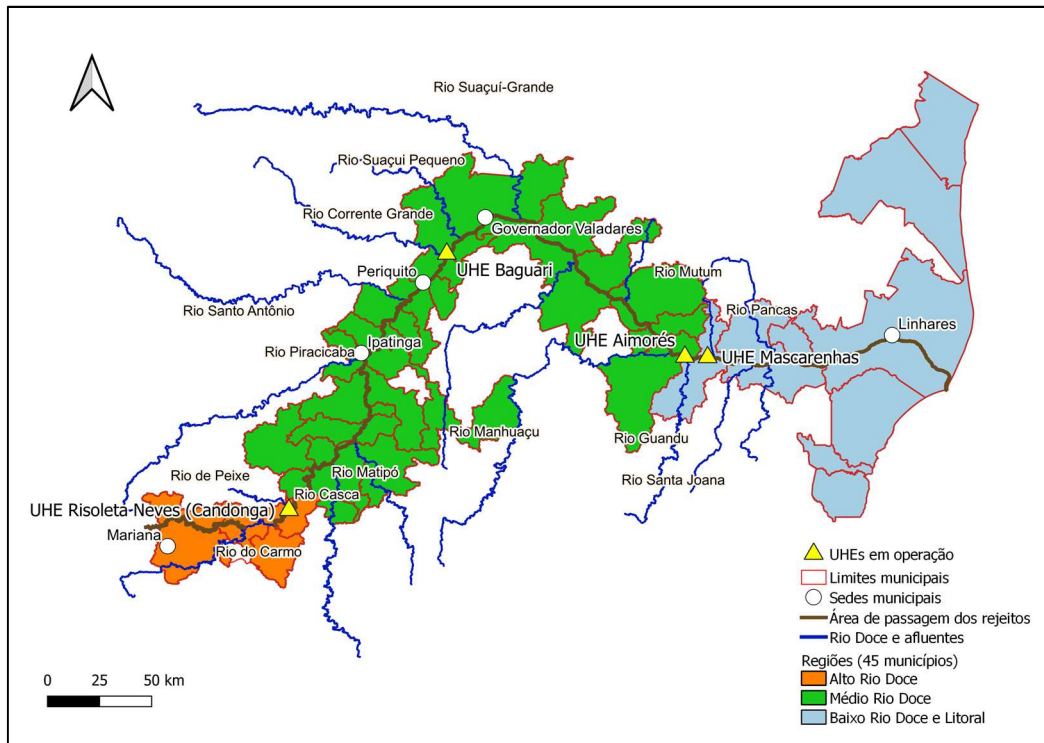 Rio Suaçuí-Grande
Rio Suaçui Pequeno
Rio Corrente Grande
Governador Valadares
Periquito
UHE Baguari
Rio Mutum
Rio Santo Antônio
Rio Pancas
Linhares
Ipatinga
UHE Aimorés
Rio Piracicaba
UHE Mascarenhas
Rio Manhuaçu
Rio Guandu
Rio Matipó
Rio de Peixe
Rio Santa Joana
Rio Casca
UHE Risoleta Neves (Candonga)
Mariana
Rio do Carmo
UHEs em operação
Limites municipais
Sedes municipais
Área de passagem dos rejeitos
Rio Doce e afluentes
Regiões (45 municípios)
Alto Rio Doce
Médio Rio Doce
Baixo Rio Doce e Litoral
0 25 50 km